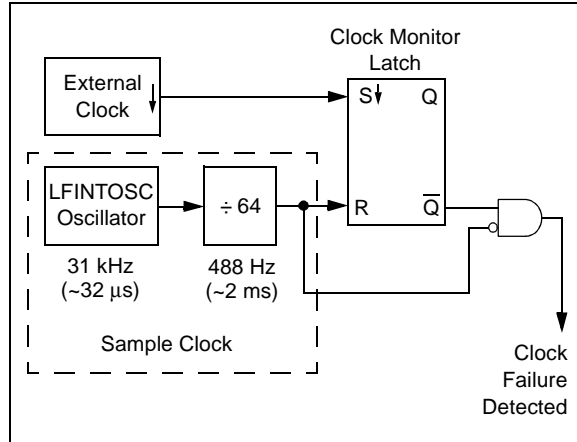 Clock Monitor
Latch
External
Clock
S
Q
LFINTOSC
Oscillator
÷ 64
R
Q̅
31 kHz
(~32 μs)
488 Hz
(~2 ms)
Sample Clock
Clock
Failure
Detected